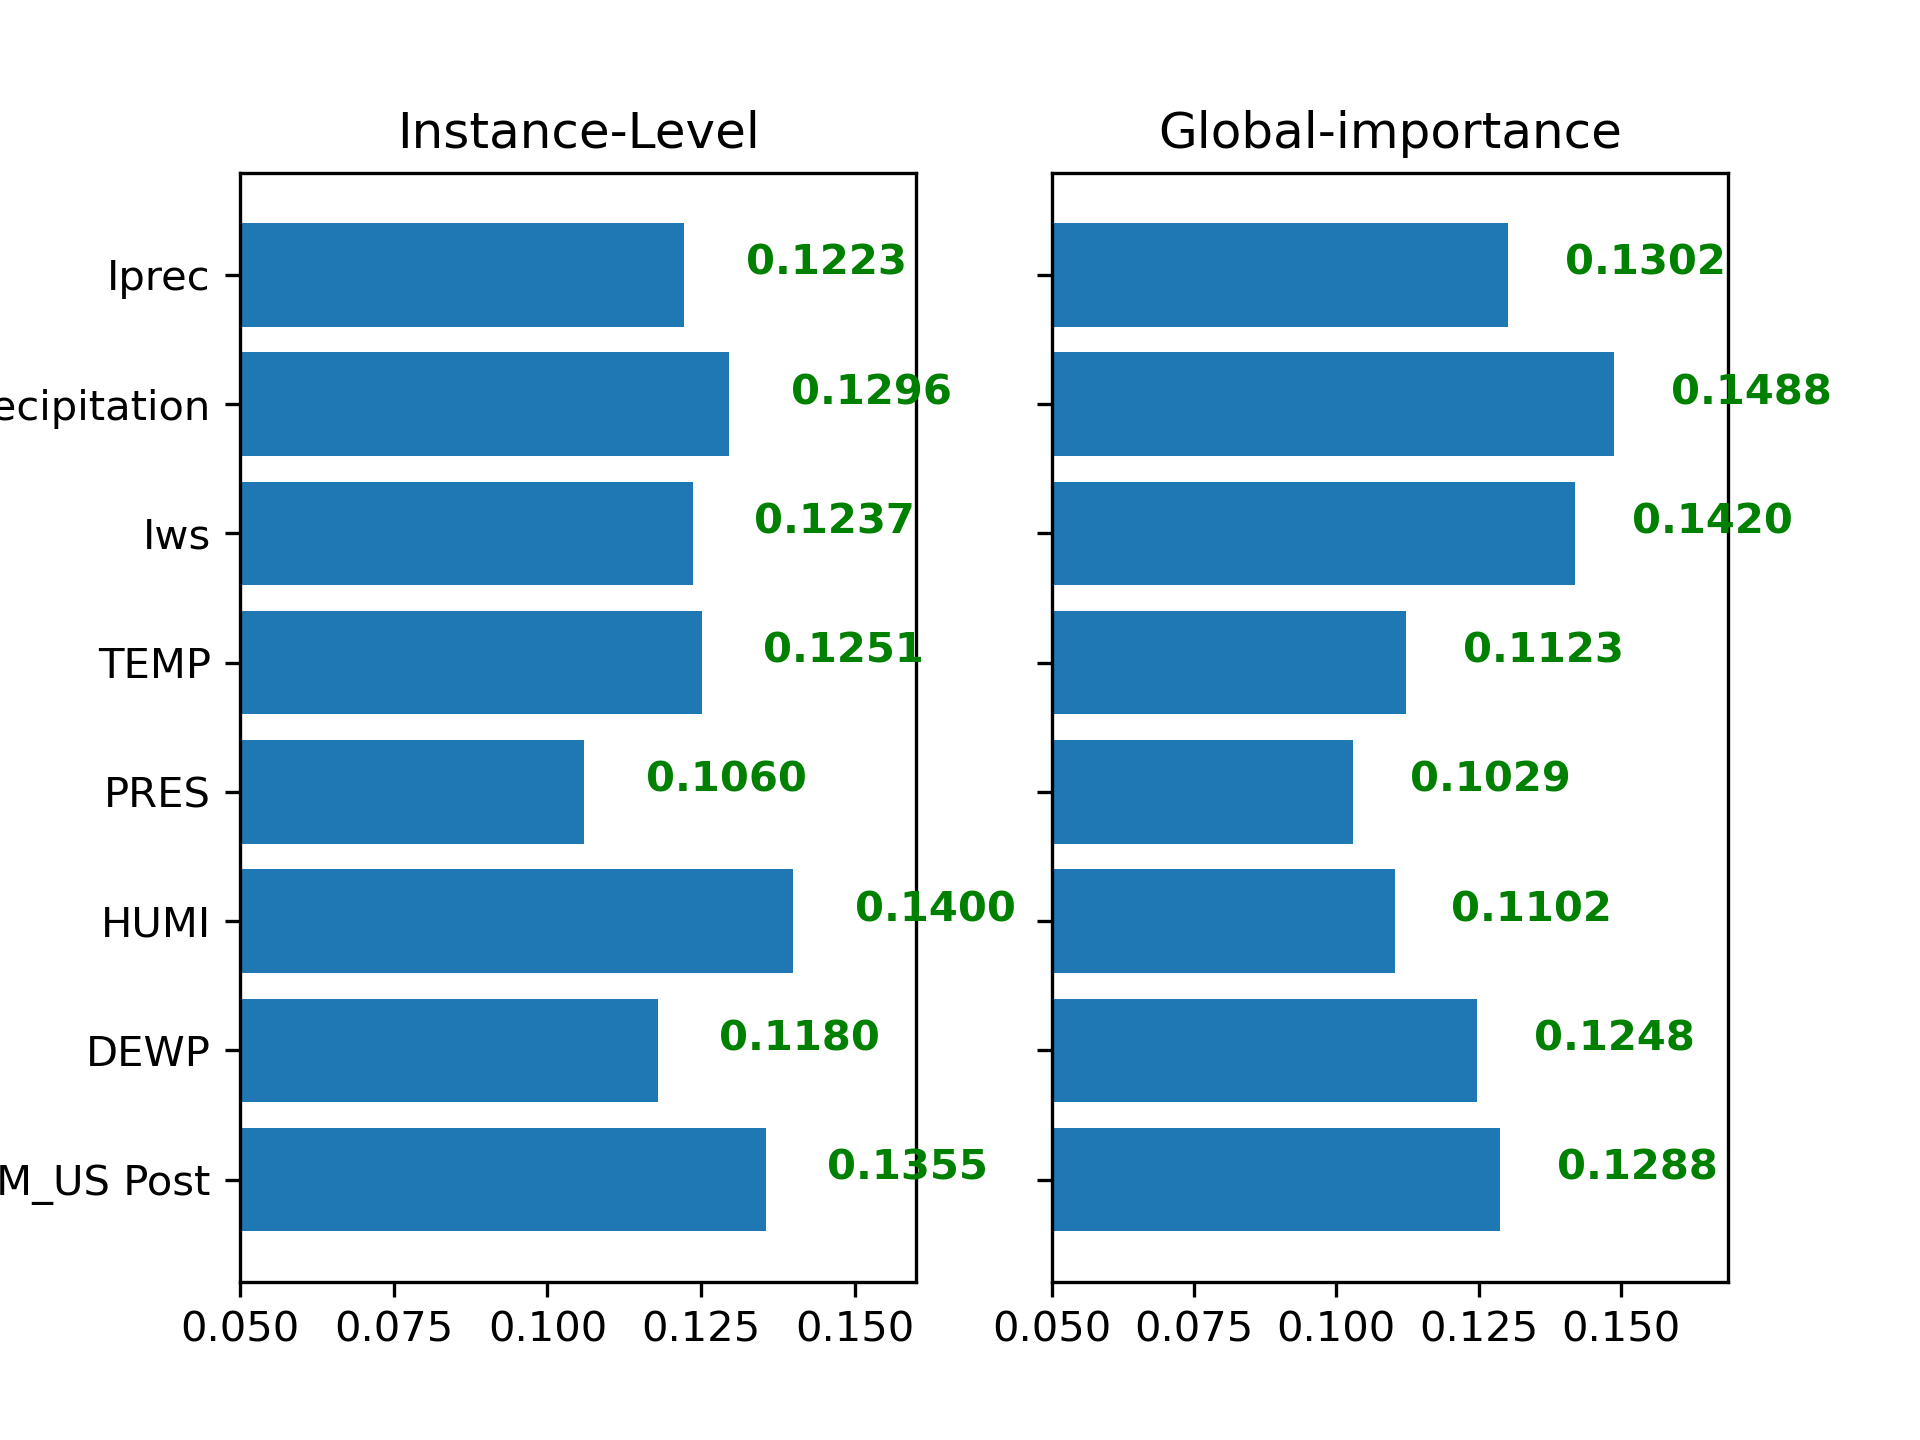 Instance-Level
Global-importance
Iprec
0.1223
0.1302
ecipitation
0.1296
0.1488
Iws
0.1237
0.1420
TEMP
0.1251
0.1123
PRES
0.1060
0.1029
HUMI
0.1400
0.1102
DEWP
0.1180
0.1248
M_US Post
0.1355
0.1288
0.050 0.075 0.100 0.125 0.150
0.050 0.075 0.100 0.125 0.150